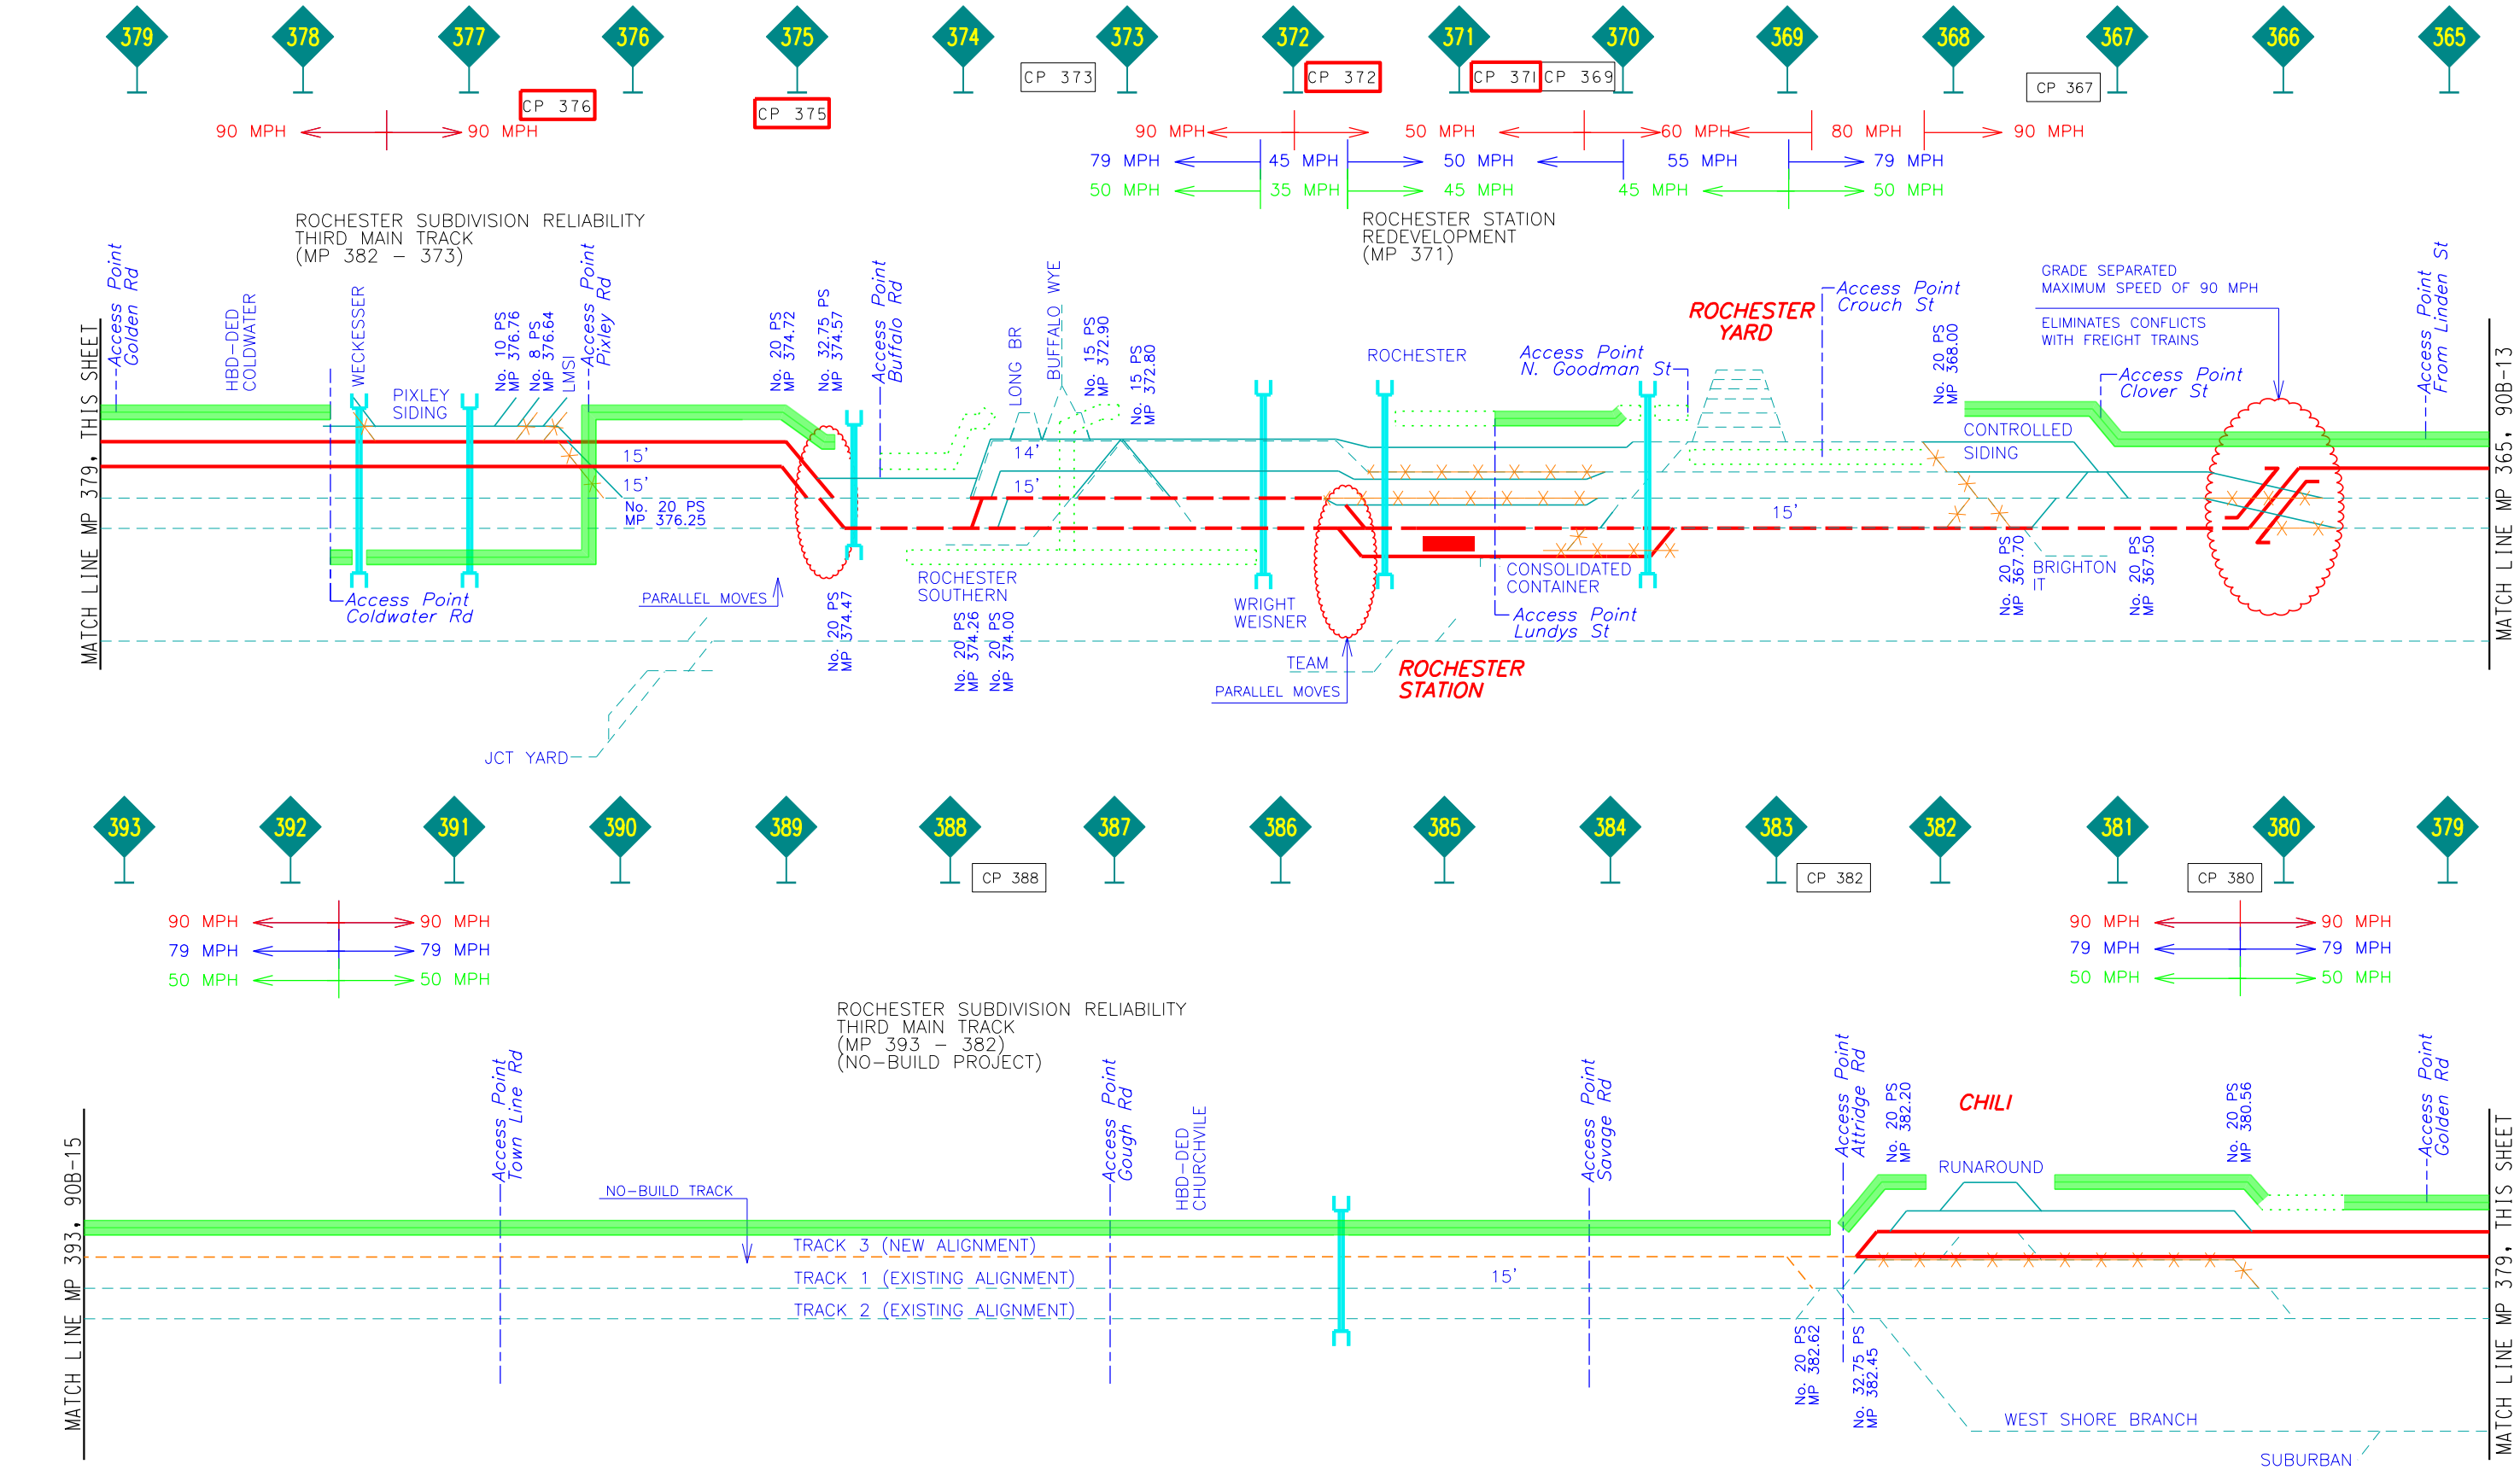 379 378 377 376 375 374 373 372 371 370 369 368 367 366 365
CP 373 CP 372 CP 371 CP 369 CP 367
CP 376 CP 375
90 MPH 90 MPH 90 MPH 50 MPH 60 MPH 80 MPH 90 MPH
79 MPH 45 MPH 50 MPH 55 MPH 79 MPH
50 MPH 35 MPH 45 MPH 45 MPH 50 MPH
ROCHESTER SUBDIVISION RELIABILITY
THIRD MAIN TRACK
(MP 382 – 373)
ROCHESTER STATION
REDEVELOPMENT
(MP 371)
MATCH LINE MP 379, THIS SHEET
Access Point
Golden Rd
HBD-DED
COLDWATER
WECKESSER
PIXLEY
SIDING
No. 10 PS
MP 376.76
No. 8 PS
MP 376.64
LMSI
Access Point
Pixley Rd
15'
15'
No. 20 PS
MP 376.25
Access Point
Coldwater Rd
No. 20 PS
MP 374.72
No. 32.75 PS
MP 374.57
Access Point
Buffalo Rd
PARALLEL MOVES
No. 20 PS
MP 374.47
JCT YARD
LONG BR
BUFFALO WYE
No. 15 PS
MP 372.90
No. 15 PS
MP 372.80
14'
15'
ROCHESTER
SOUTHERN
No. 20 PS
MP 374.26
No. 20 PS
MP 374.00
WRIGHT
WEISNER
TEAM
PARALLEL MOVES
ROCHESTER
ROCHESTER
STATION
Access Point
N. Goodman St
CONSOLIDATED
CONTAINER
Access Point
Lundys St
ROCHESTER
YARD
Access Point
Crouch St
15'
No. 20 PS
MP 368.00
CONTROLLED
SIDING
GRADE SEPARATED
MAXIMUM SPEED OF 90 MPH
ELIMINATES CONFLICTS
WITH FREIGHT TRAINS
Access Point
Clover St
No. 20 PS
MP 367.70
BRIGHTON
IT
No. 20 PS
MP 367.50
Access Point
From Linden St
MATCH LINE MP 365, 90B-13
393 392 391 390 389 388 387 386 385 384 383 382 381 380 379
CP 388 CP 382 CP 380
90 MPH 90 MPH 90 MPH 90 MPH
79 MPH 79 MPH 79 MPH 79 MPH
50 MPH 50 MPH 50 MPH 50 MPH
ROCHESTER SUBDIVISION RELIABILITY
THIRD MAIN TRACK
(MP 393 – 382)
(NO-BUILD PROJECT)
MATCH LINE MP 393, 90B-15
Access Point
Town Line Rd
NO-BUILD TRACK
TRACK 3 (NEW ALIGNMENT)
TRACK 1 (EXISTING ALIGNMENT)
TRACK 2 (EXISTING ALIGNMENT)
Access Point
Gough Rd
HBD-DED
CHURCHVILE
15'
Access Point
Savage Rd
Access Point
Attridge Rd
No. 20 PS
MP 382.20
CHILI
RUNAROUND
No. 20 PS
MP 380.56
Access Point
Golden Rd
No. 20 PS
MP 382.62
No. 32.75 PS
MP 382.45
WEST SHORE BRANCH
SUBURBAN
MATCH LINE MP 379, THIS SHEET